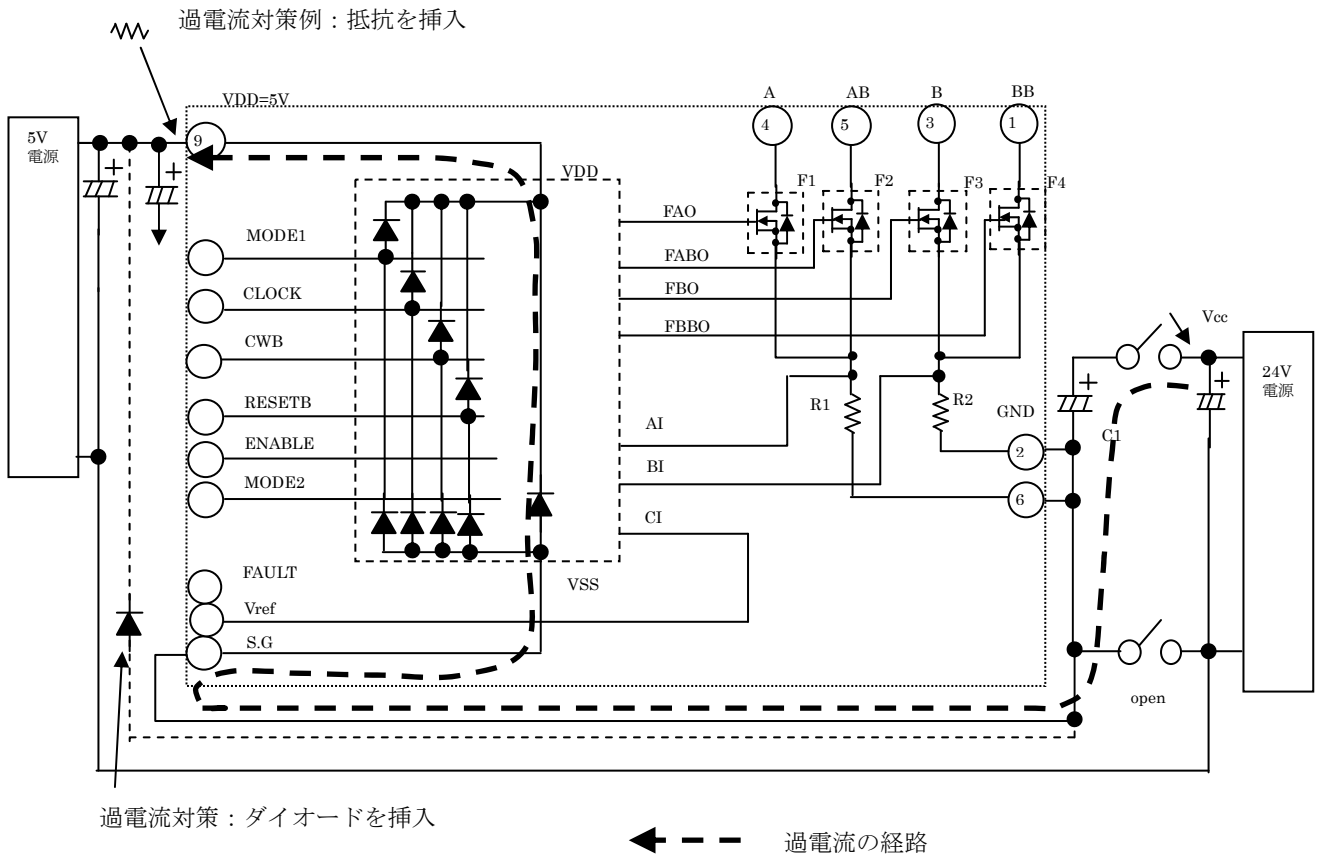 過電流対策例：抵抗を挿入
VDD=5V
A
AB
B
BB
4
5
3
1
5V
電源
9
VDD
F1
F2
F3
F4
FAO
MODE1
FABO
CLOCK
FBO
CWB
FBBO
Vcc
24V
電源
RESETB
R1
R2
GND
C1
ENABLE
AI
2
MODE2
BI
6
CI
FAULT
VSS
Vref
S.G
open
過電流対策：ダイオードを挿入
過電流の経路